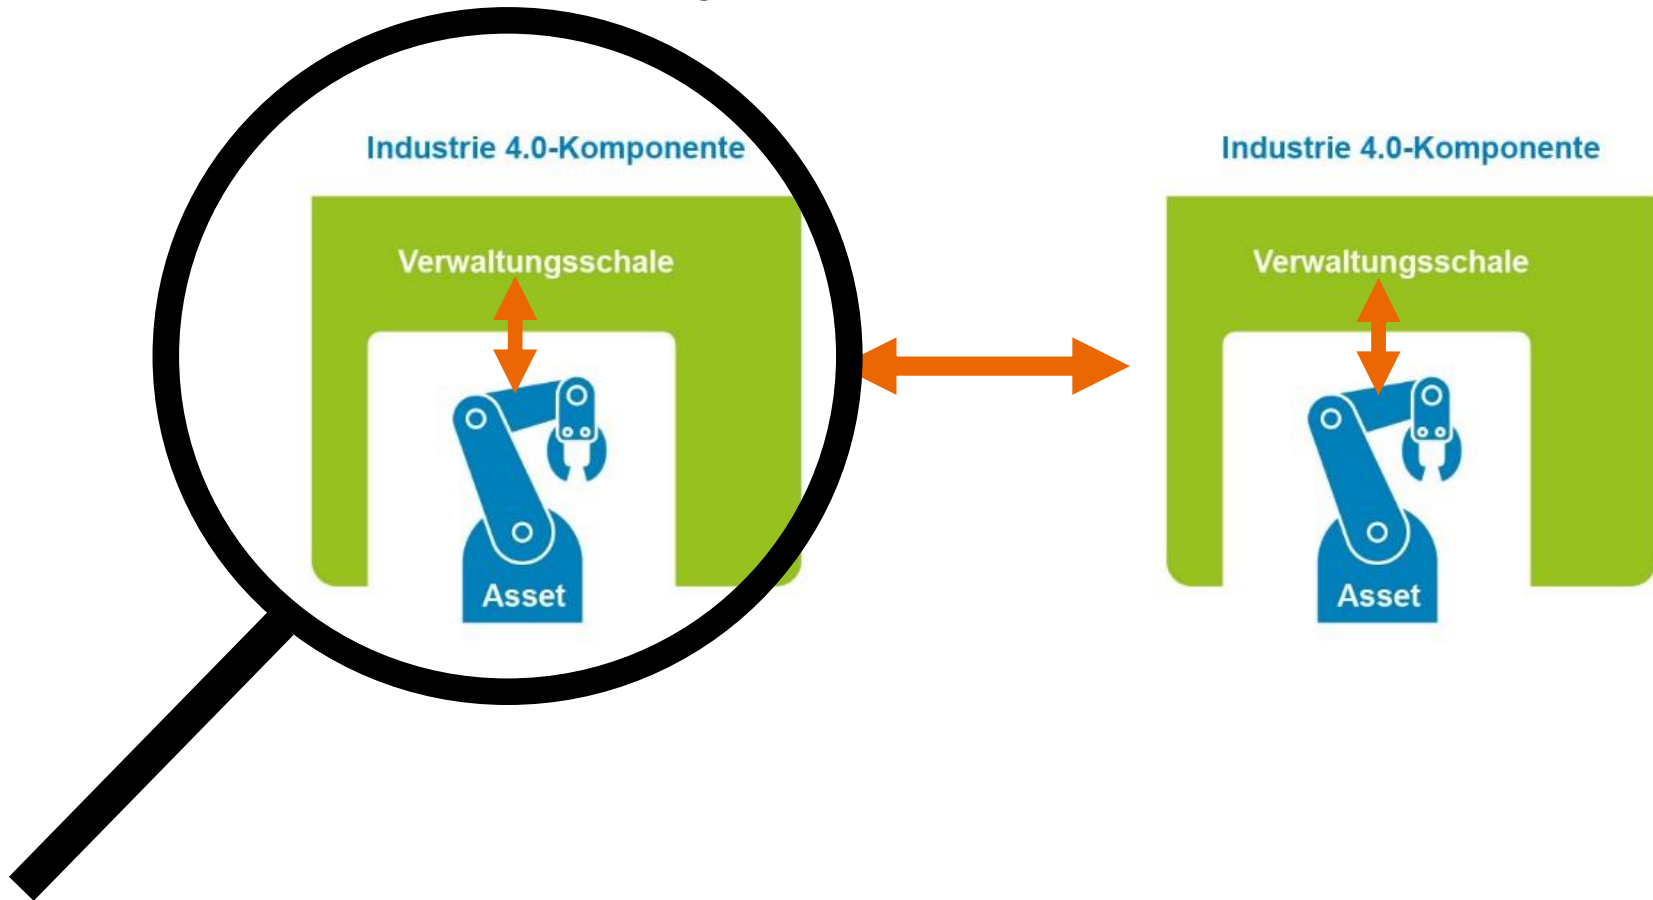 Industrie 4.0-Komponente
Verwaltungsschale
Asset
Industrie 4.0-Komponente
Verwaltungsschale
Asset